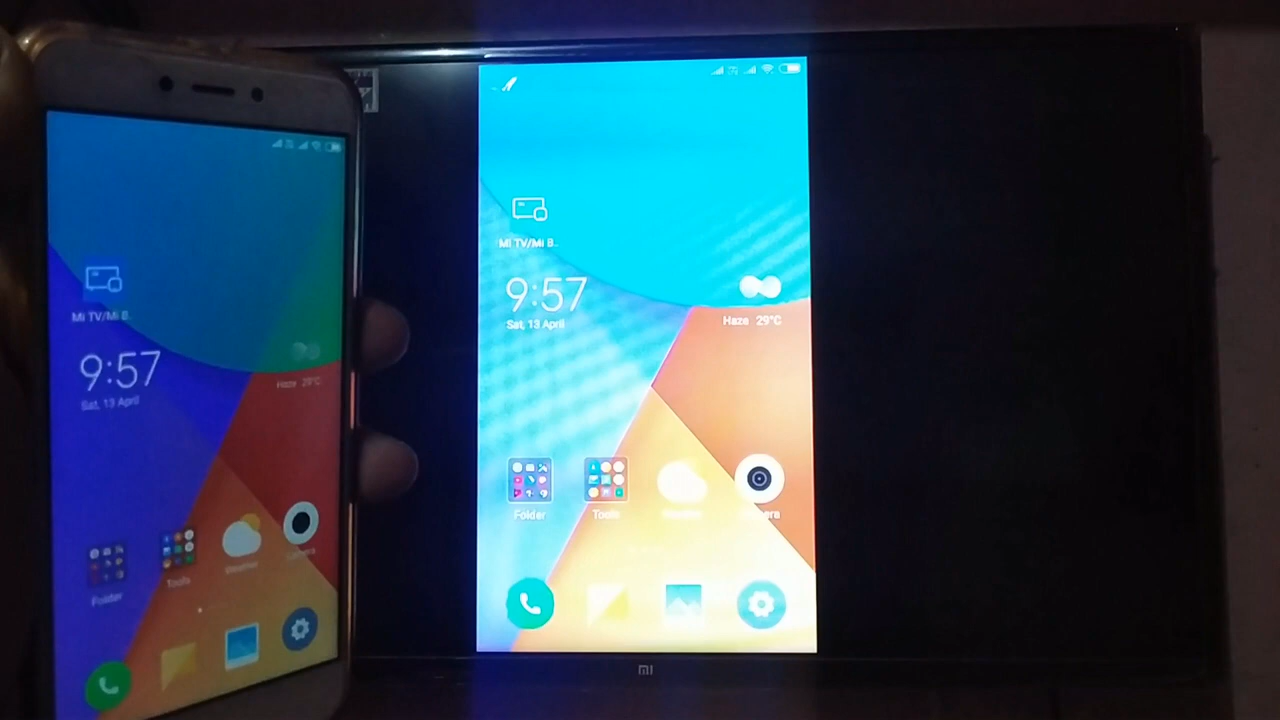 Mi TV/Mi B..
9:57
Sat, 13 April
Haze 29°C
Folder
Tools
Weather
Camera
Mi TV/Mi B..
9:57
Sat, 13 April
Haze 29°C
Folder
Tools
mi